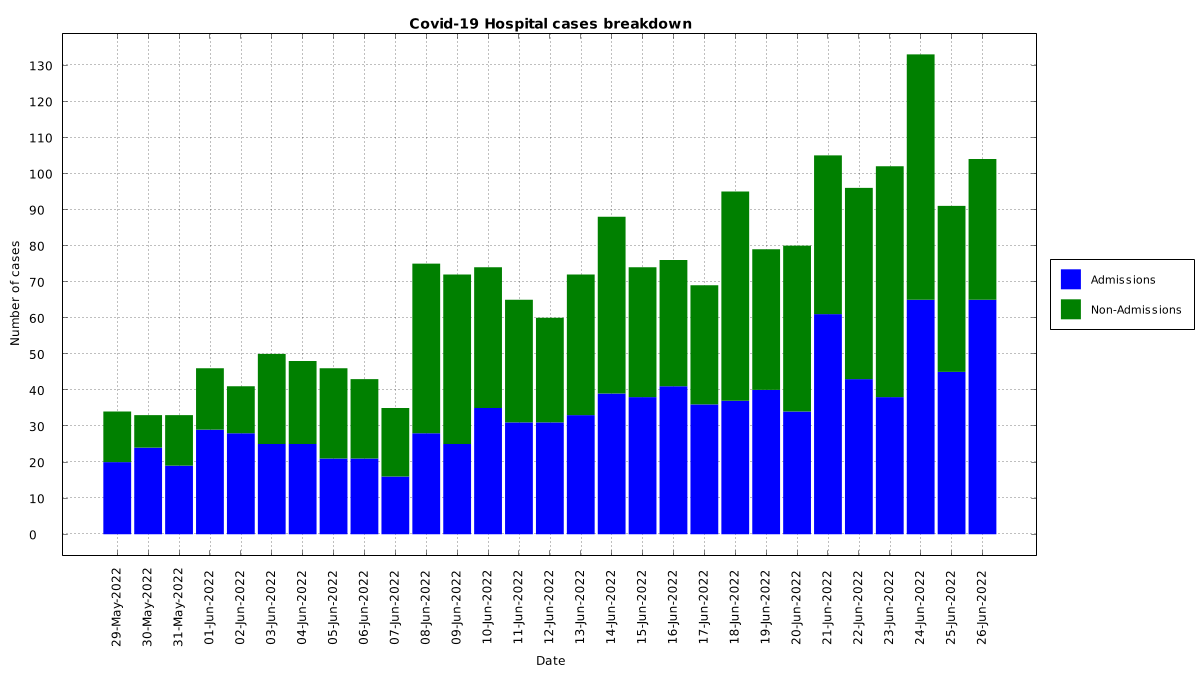 Covid-19 Hospital cases breakdown
130
120
110
100
90
80
70
60
50
40
30
20
10
0
Number of cases
29-May-2022
30-May-2022
31-May-2022
01-Jun-2022
02-Jun-2022
03-Jun-2022
04-Jun-2022
05-Jun-2022
06-Jun-2022
07-Jun-2022
08-Jun-2022
09-Jun-2022
10-Jun-2022
11-Jun-2022
12-Jun-2022
13-Jun-2022
14-Jun-2022
15-Jun-2022
16-Jun-2022
17-Jun-2022
18-Jun-2022
19-Jun-2022
20-Jun-2022
21-Jun-2022
22-Jun-2022
23-Jun-2022
24-Jun-2022
25-Jun-2022
26-Jun-2022
Date
Admissions
Non-Admissions